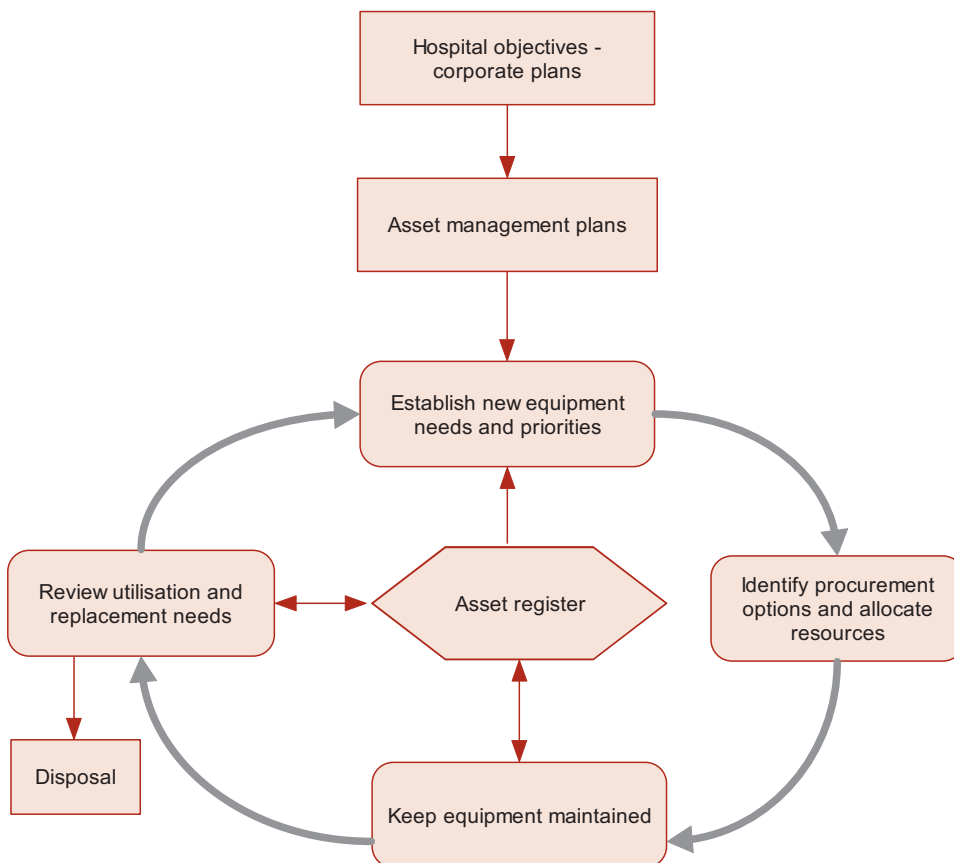 Hospital objectives -
corporate plans
Asset management plans
Establish new equipment
needs and priorities
Review utilisation and
replacement needs
Asset register
Identify procurement
options and allocate
resources
Disposal
Keep equipment maintained